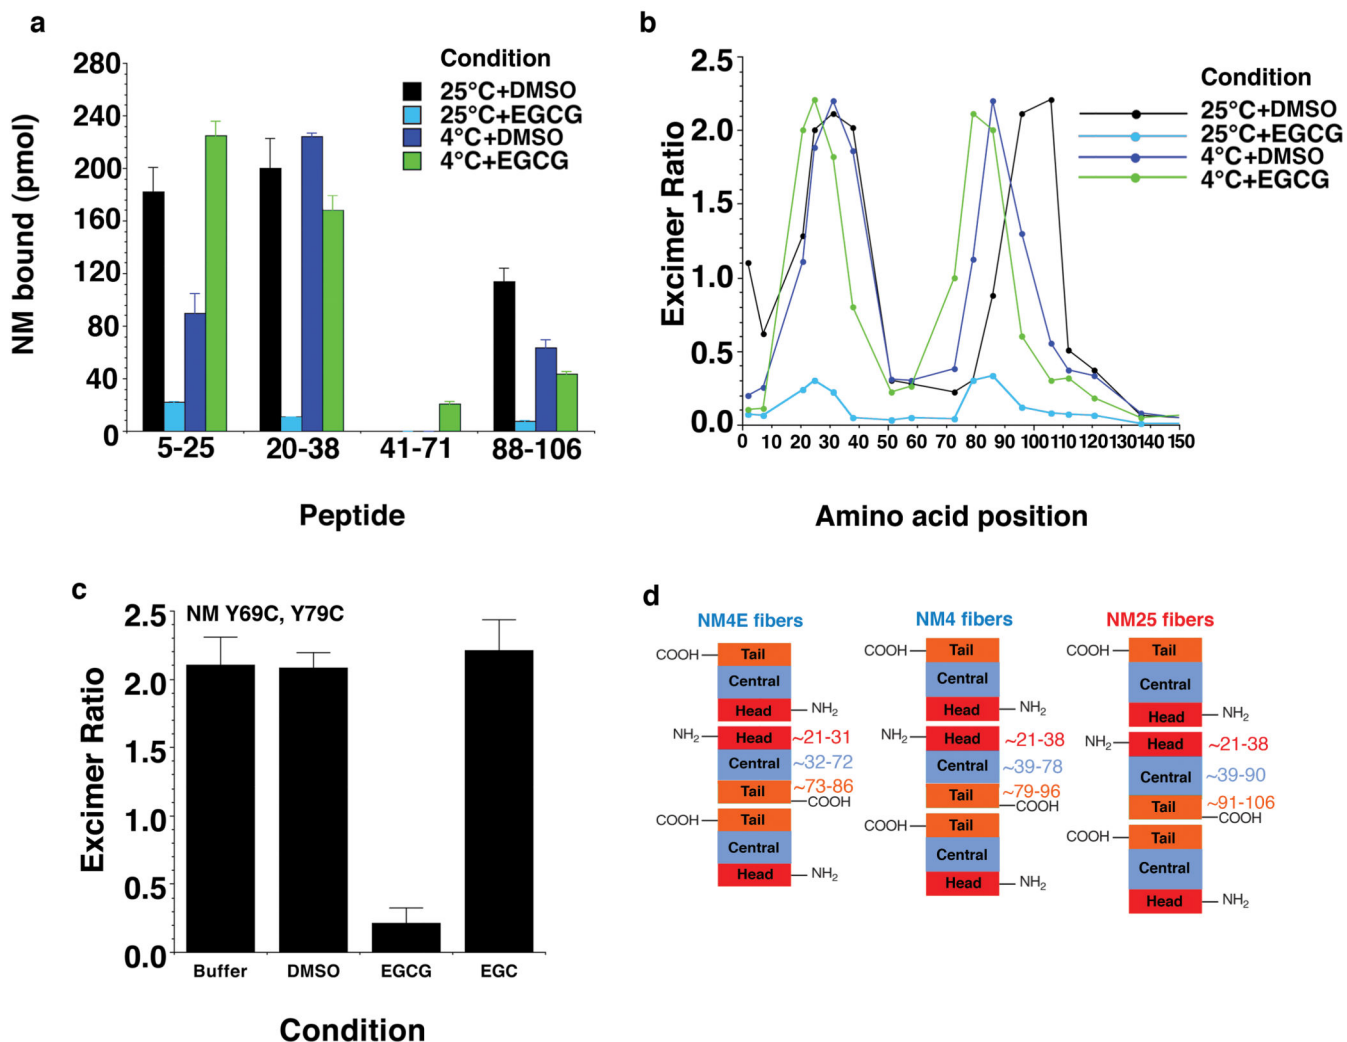 a
Condition
25°C+DMSO
25°C+EGCG
4°C+DMSO
4°C+EGCG
NM bound (pmol)
280
240
200
160
120
80
40
0
5-25 20-38 41-71 88-106
Peptide
b
Condition
25°C+DMSO
25°C+EGCG
4°C+DMSO
4°C+EGCG
Excimer Ratio
2.5
2.0
1.5
1.0
0.5
0.0
0 10 20 30 40 50 60 70 80 90 100 110 120 130 140 150
Amino acid position
c
NM Y69C, Y79C
Excimer Ratio
2.5
2.0
1.5
1.0
0.5
0.0
Buffer DMSO EGCG EGC
Condition
d
NM4E fibers
COOH Tail
Central
Head NH2
NH2 Head ~21-31
Central ~32-72
Tail ~73-86
COOH
COOH Tail
Central
Head NH2
NM4 fibers
COOH Tail
Central
Head NH2
NH2 Head ~21-38
Central ~39-78
Tail ~79-96
COOH
COOH Tail
Central
Head NH2
NM25 fibers
COOH Tail
Central
Head NH2
NH2 Head ~21-38
Central ~39-90
Tail ~91-106
COOH
COOH Tail
Central
Head NH2